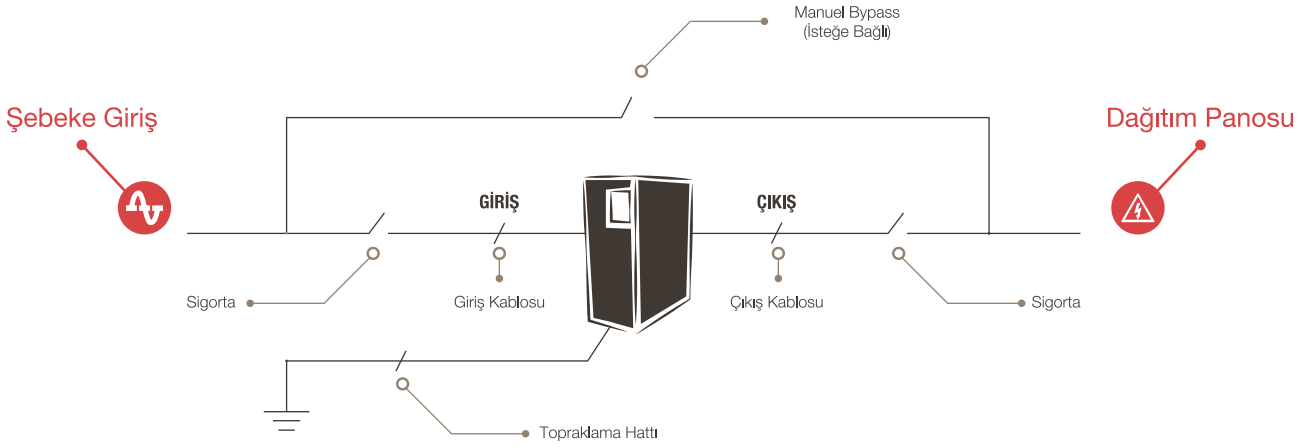 Manuel Bypass
(İsteğe Bağlı)
Şebeke Giriş
Dağıtım Panosu
GİRİŞ
ÇIKIŞ
Sigorta
Giriş Kablosu
Çıkış Kablosu
Sigorta
Topraklama Hattı